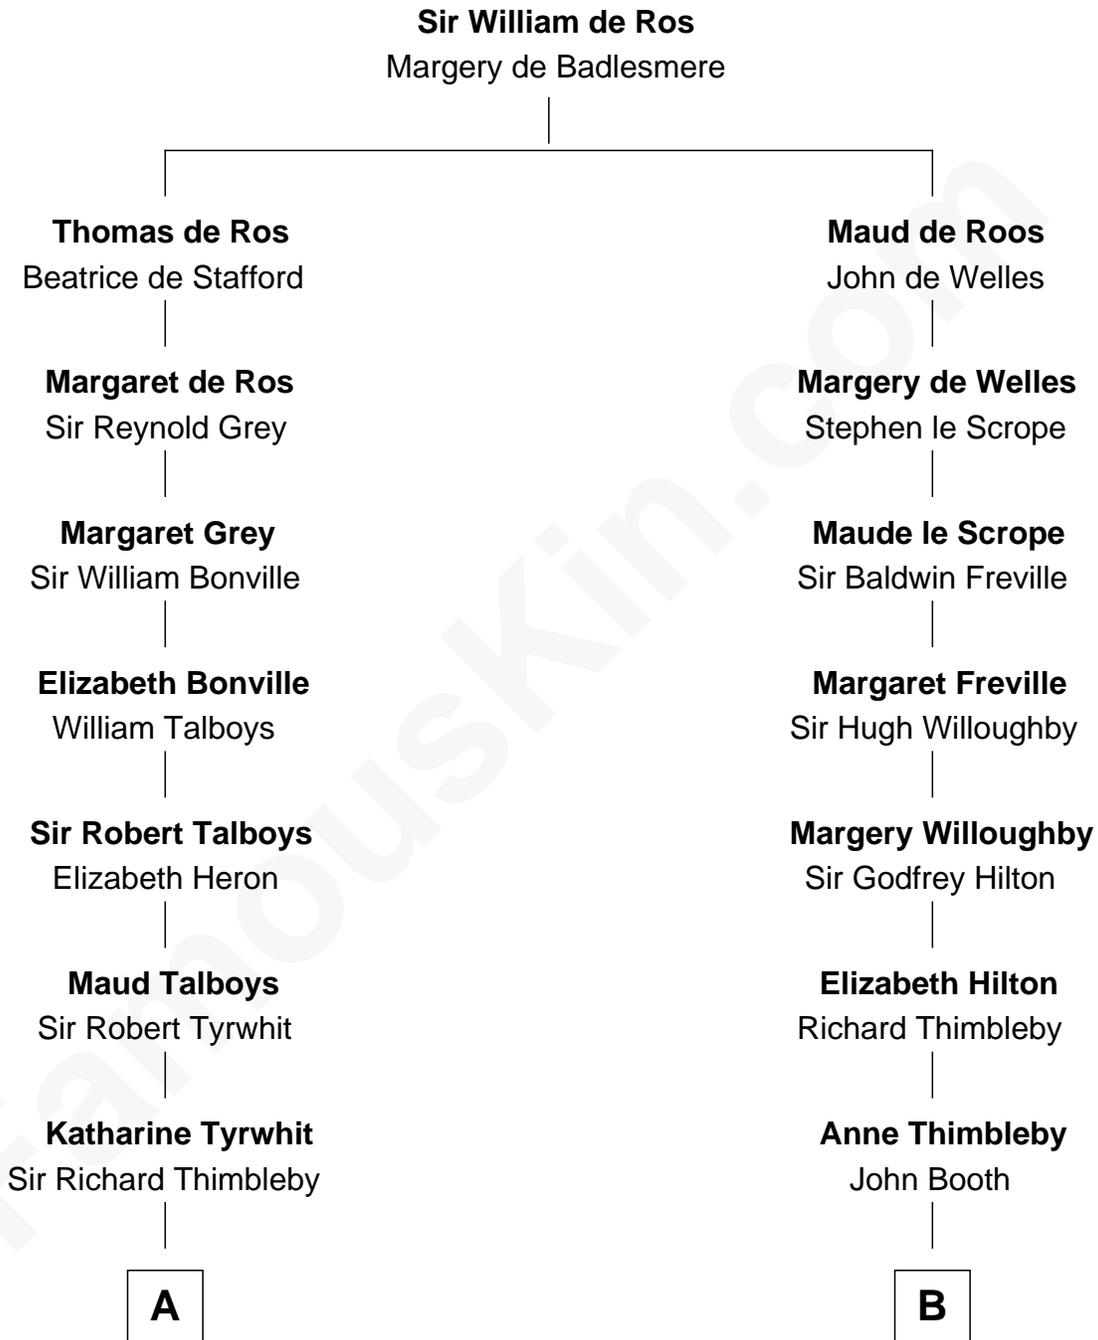 Sir William de Ros
Margery de Badlesmere
Thomas de Ros
Beatrice de Stafford
Margaret de Ros
Sir Reynold Grey
Margaret Grey
Sir William Bonville
Elizabeth Bonville
William Talboys
Sir Robert Talboys
Elizabeth Heron
Maud Talboys
Sir Robert Tyrwhit
Katharine Tyrwhit
Sir Richard Thimbleby
A
Maud de Roos
John de Welles
Margery de Welles
Stephen le Scrope
Maude le Scrope
Sir Baldwin Freville
Margaret Freville
Sir Hugh Willoughby
Margery Willoughby
Sir Godfrey Hilton
Elizabeth Hilton
Richard Thimbleby
Anne Thimbleby
John Booth
B
FamousKin.com